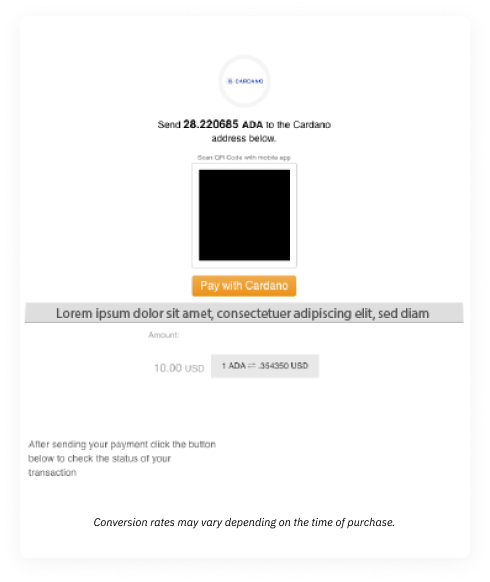 CARDANO
Send 28.220685 ADA to the Cardano
address below.
Scan QR Code with mobile app
Pay with Cardano
Lorem ipsum dolor sit amet, consectetuer adipiscing elit, sed diam
Amount:
10.00 USD 1 ADA ⇌ .354350 USD
After sending your payment click the button
below to check the status of your
transaction
Conversion rates may vary depending on the time of purchase.